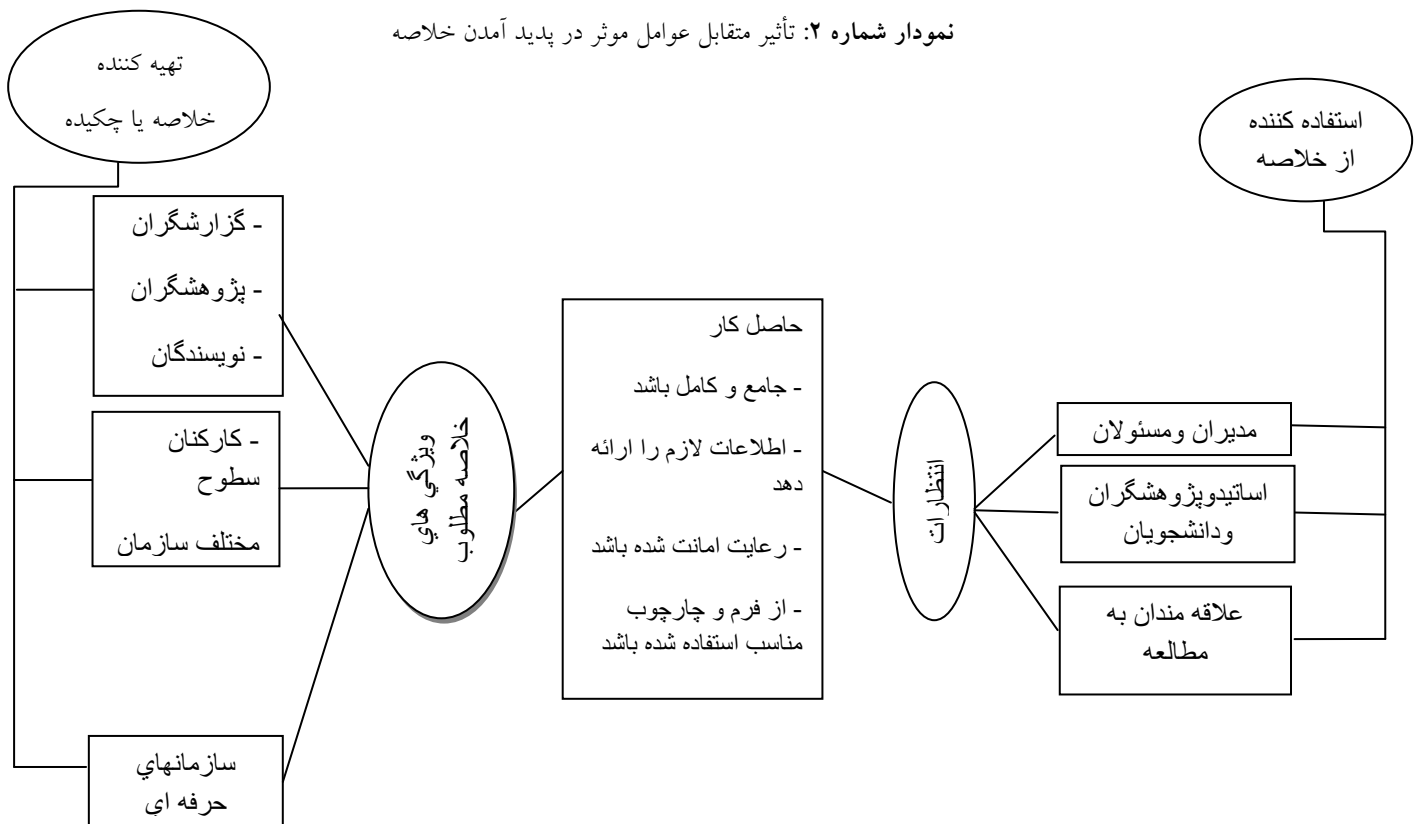 نمودار شماره ۲: تأثیر متقابل عوامل موثر در پدید آمدن خلاصه
استفاده کننده
از خلاصه
مدیران ومسئولان
اساتیدوپژوهشگران
ودانشجویان
علاقه مندان به
مطالعه
انتظارات
حاصل کار
- جامع و کامل باشد
- اطلاعات لازم را ارائه
دهد
- رعایت امانت شده باشد
- از فرم و چارچوب
مناسب استفاده شده باشد
ويژگي هاي
خلاصه مطلوب
تهیه کننده
خلاصه یا چکیده
- گزارشگران
- پژوهشگران
- نویسندگان
- کارکنان
سطوح
مختلف سازمان
سازمانهاي
حرفه اي